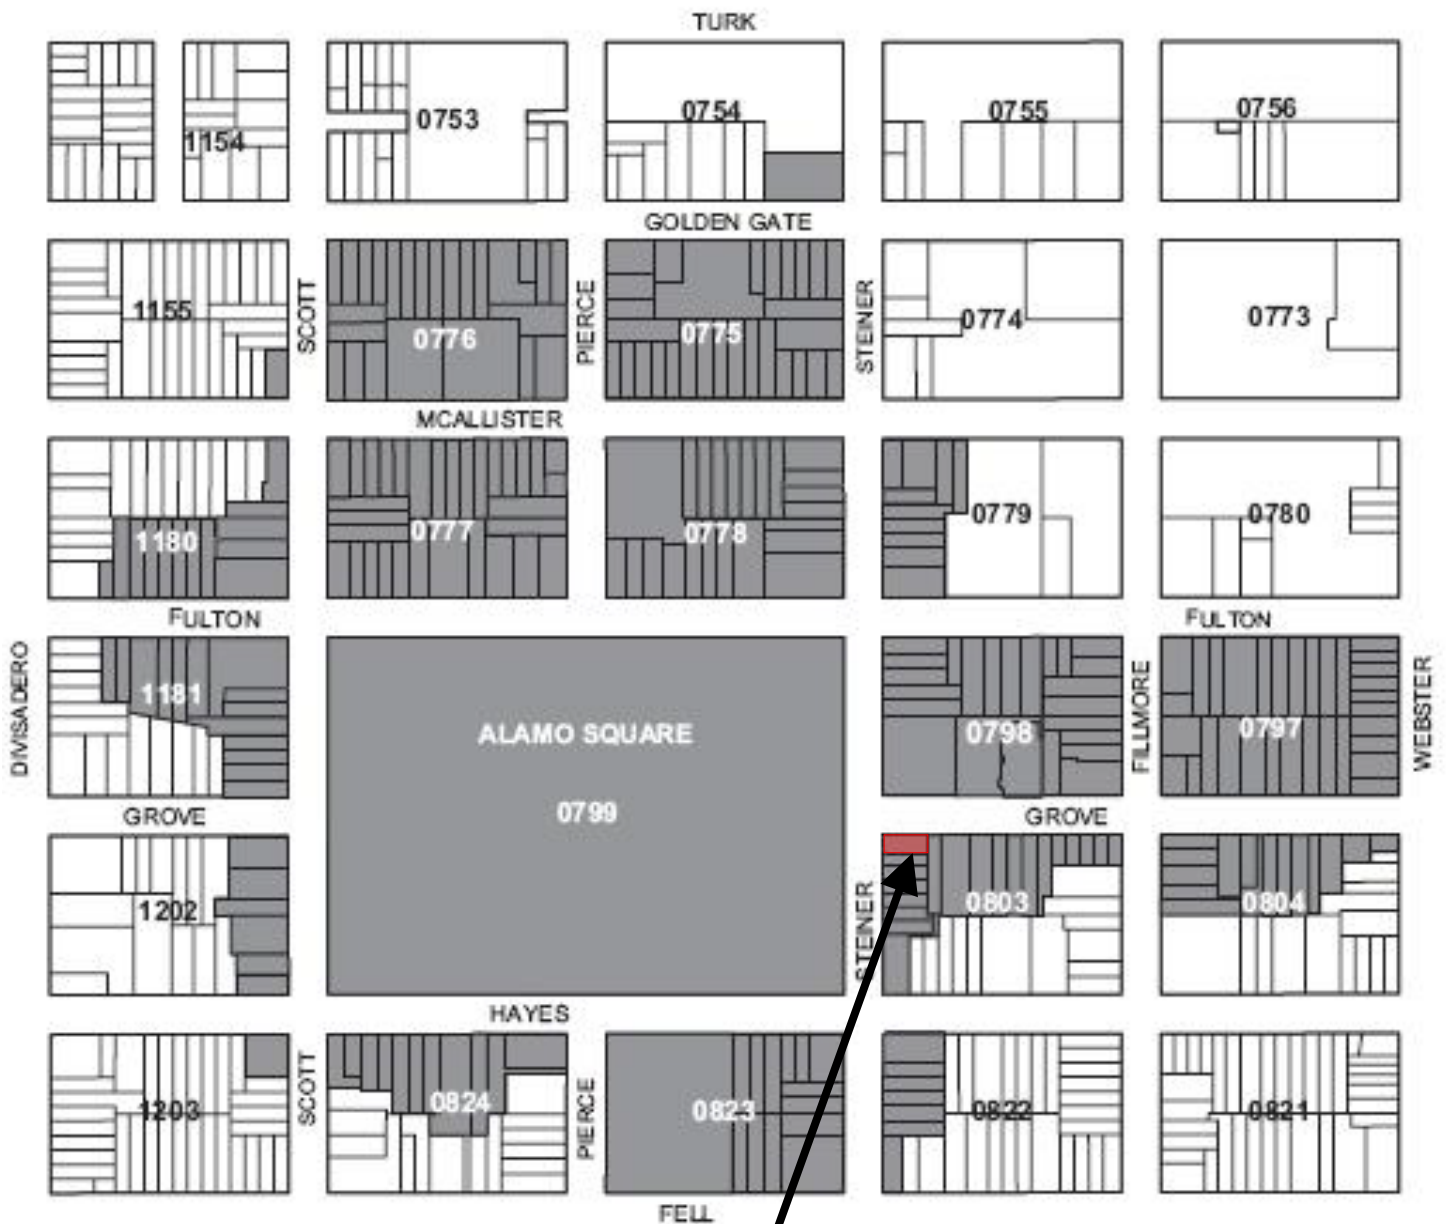 TURK
1154
0753
0754
0755
0756
GOLDEN GATE
1155
SCOTT
0776
PIERCE
0775
STEINER
0774
0773
MCALLISTER
1180
0777
0778
0779
0780
FULTON
FULTON
DIVISADERO
1181
ALAMO SQUARE
0799
0798
FILLMORE
0797
WEBSTER
GROVE
GROVE
1202
STEINER
0803
0804
HAYES
1203
SCOTT
0824
PIERCE
0823
0822
0821
FELL